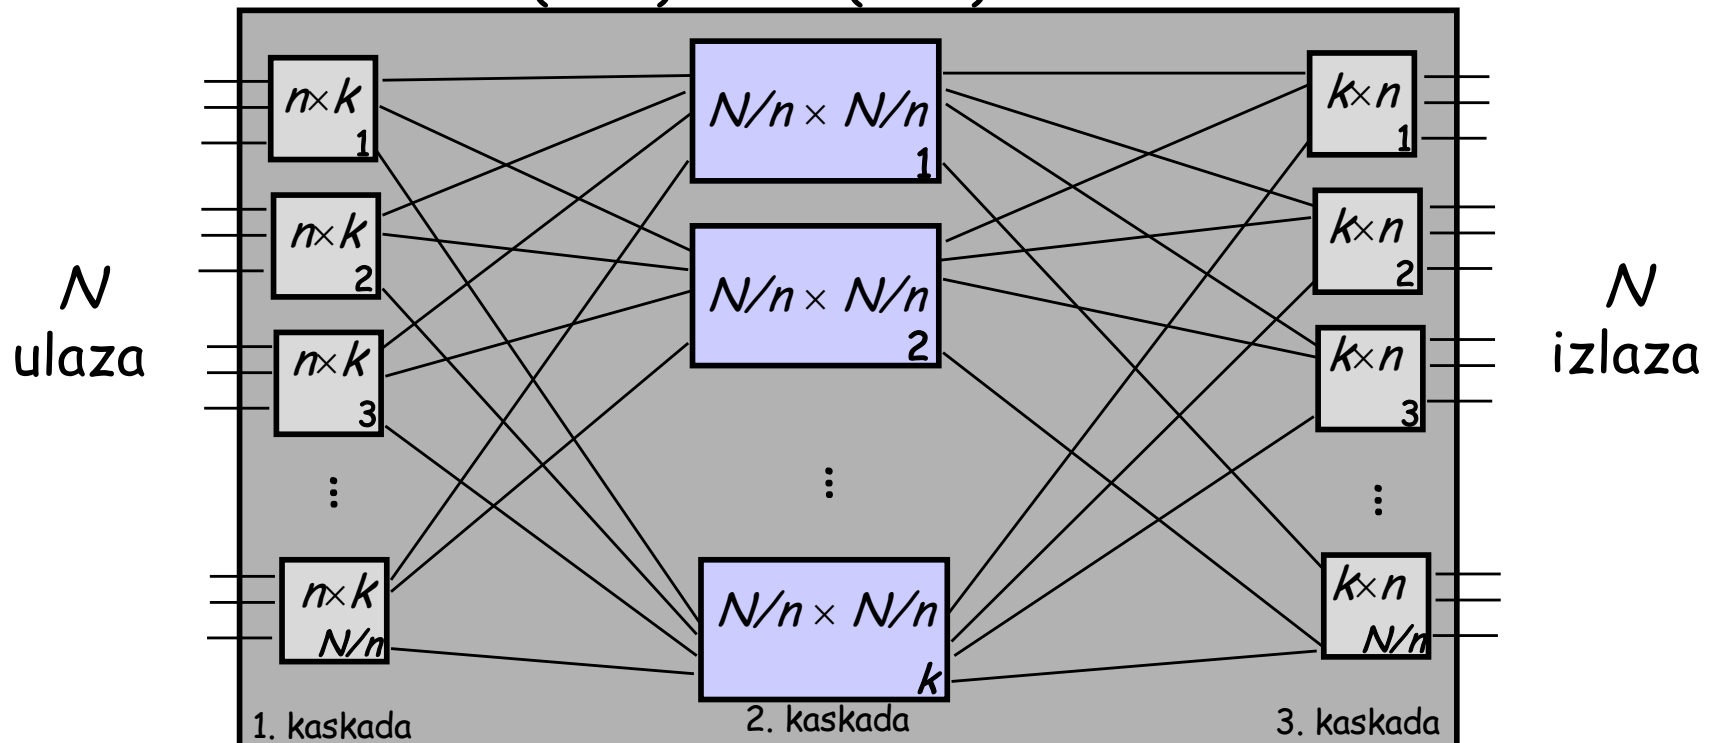 n×k
1
n×k
2
n×k
3
⋮
n×k
N/n
N
ulaza
N/n × N/n
1
N/n × N/n
2
⋮
N/n × N/n
k
k×n
1
k×n
2
k×n
3
⋮
k×n
N/n
N
izlaza
1. kaskada
2. kaskada
3. kaskada